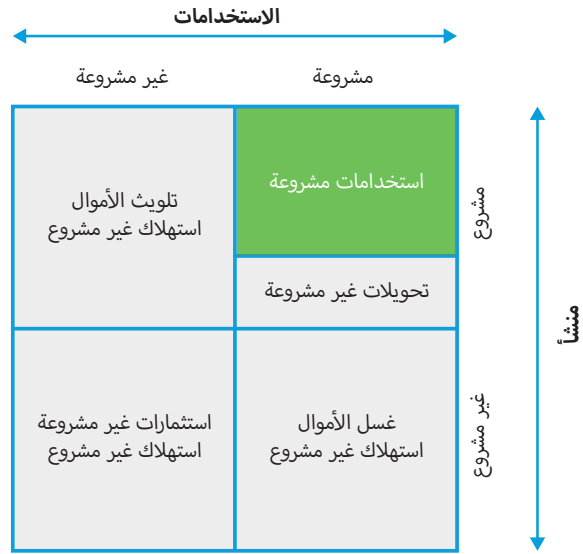 الاستخدامات
مشروعة
غير مشروعة
استخدامات مشروعة
تلويث الأموال
استهلاك غير مشروع
مشروع
تحويلات غير مشروعة
منشأ
غسل الأموال
استهلاك غير مشروع
استثمارات غير مشروعة
استهلاك غير مشروع
غير مشروع